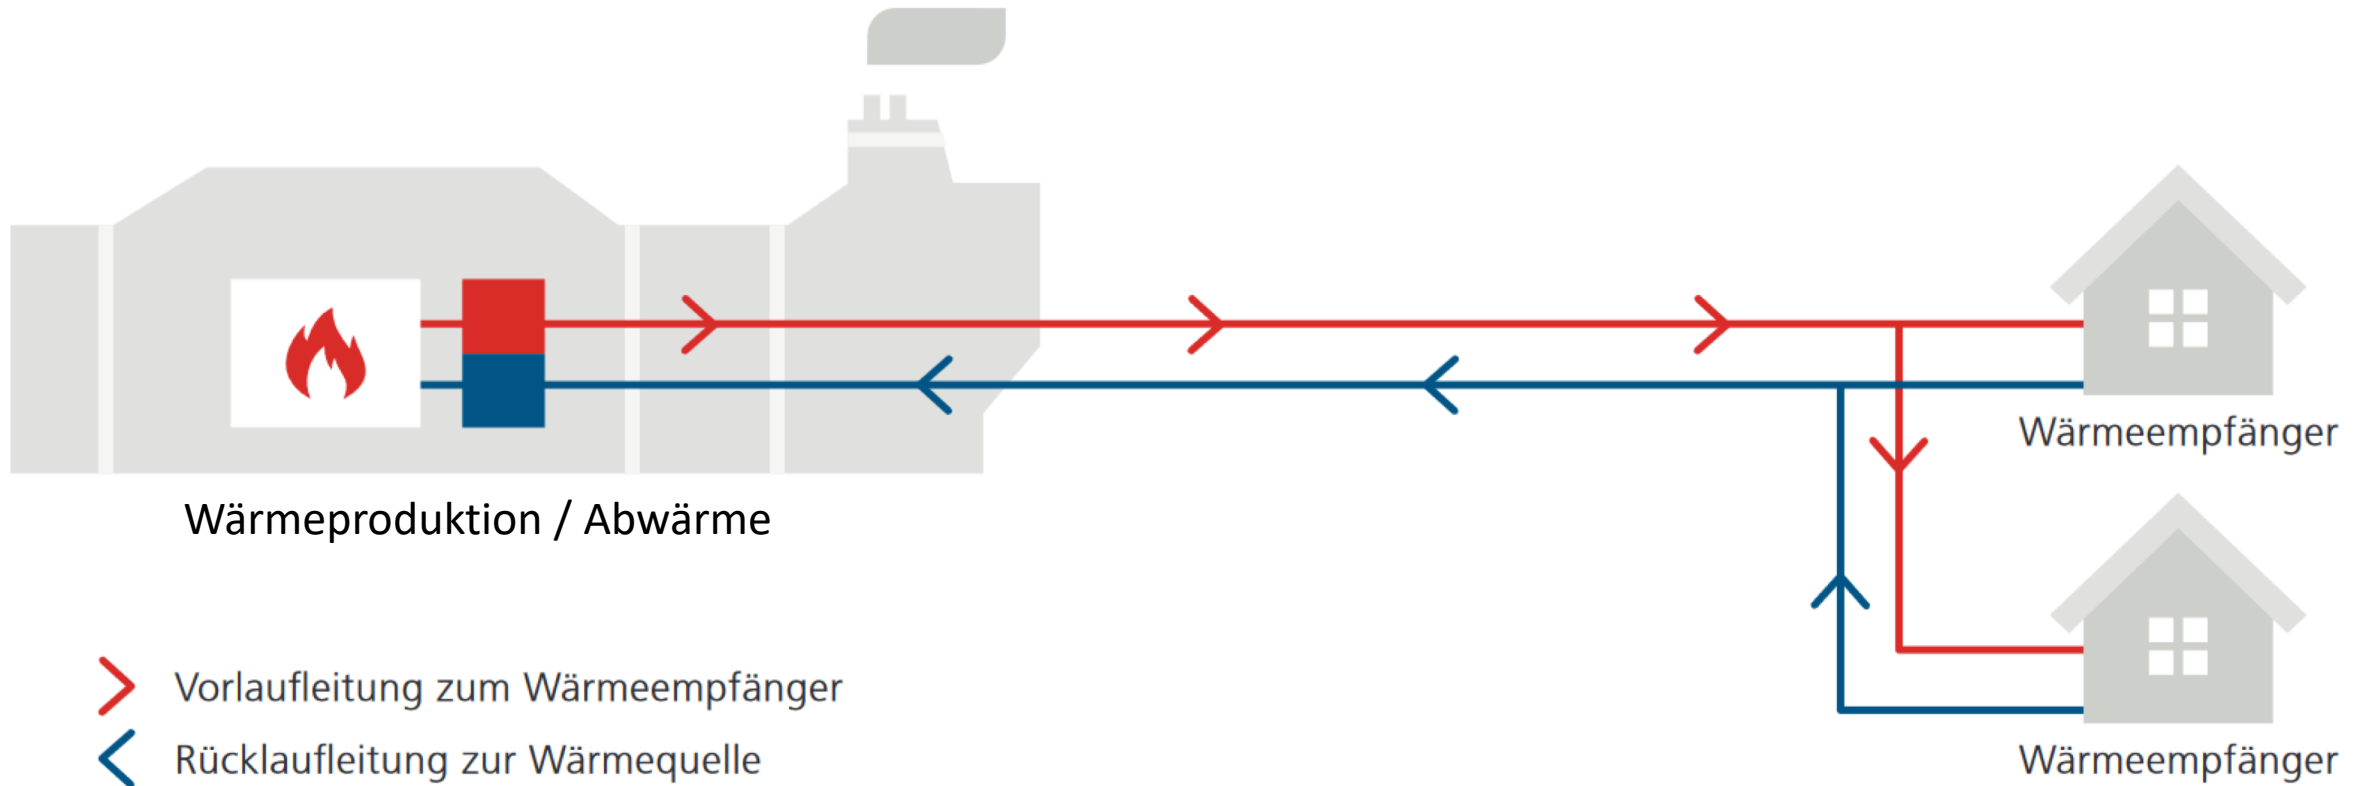 Wärmeempfänger
Wärmeproduktion / Abwärme
Vorlaufleitung zum Wärmeempfänger
Rücklaufleitung zur Wärmequelle
Wärmeempfänger